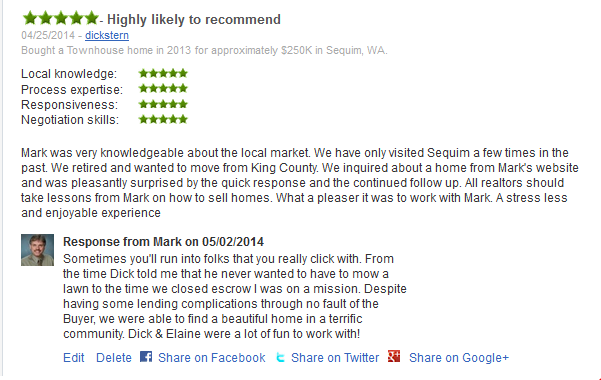 - Highly likely to recommend
04/25/2014 - dickstern
Bought a Townhouse home in 2013 for approximately $250K in Sequim, WA.
Local knowledge:
Process expertise:
Responsiveness:
Negotiation skills:
Mark was very knowledgeable about the local market. We have only visited Sequim a few times in the
past. We retired and wanted to move from King County. We inquired about a home from Mark's website
and was pleasantly surprised by the quick response and the continued follow up. All realtors should
take lessons from Mark on how to sell homes. What a pleaser it was to work with Mark. A stress less
and enjoyable experience
Response from Mark on 05/02/2014
Sometimes you'll run into folks that you really click with. From
the time Dick told me that he never wanted to have to mow a
lawn to the time we closed escrow I was on a mission. Despite
having some lending complications through no fault of the
Buyer, we were able to find a beautiful home in a terrific
community. Dick & Elaine were a lot of fun to work with!
Edit Delete Share on Facebook Share on Twitter Share on Google+